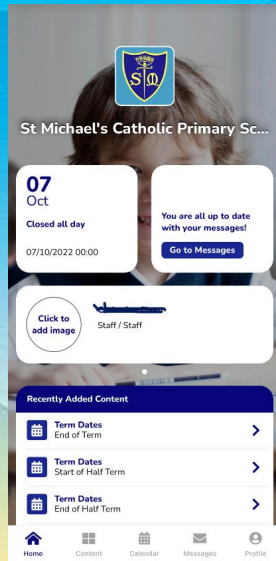 SM
St Michael's Catholic Primary Sc...
07
Oct
Closed all day
07/10/2022 00:00
You are all up to date
with your messages!
Go to Messages
Click to
add image
Staff / Staff
Recently Added Content
Term Dates
End of Term
Term Dates
Start of Half Term
Term Dates
End of Half Term
Home
Content
Calendar
Messages
Profile